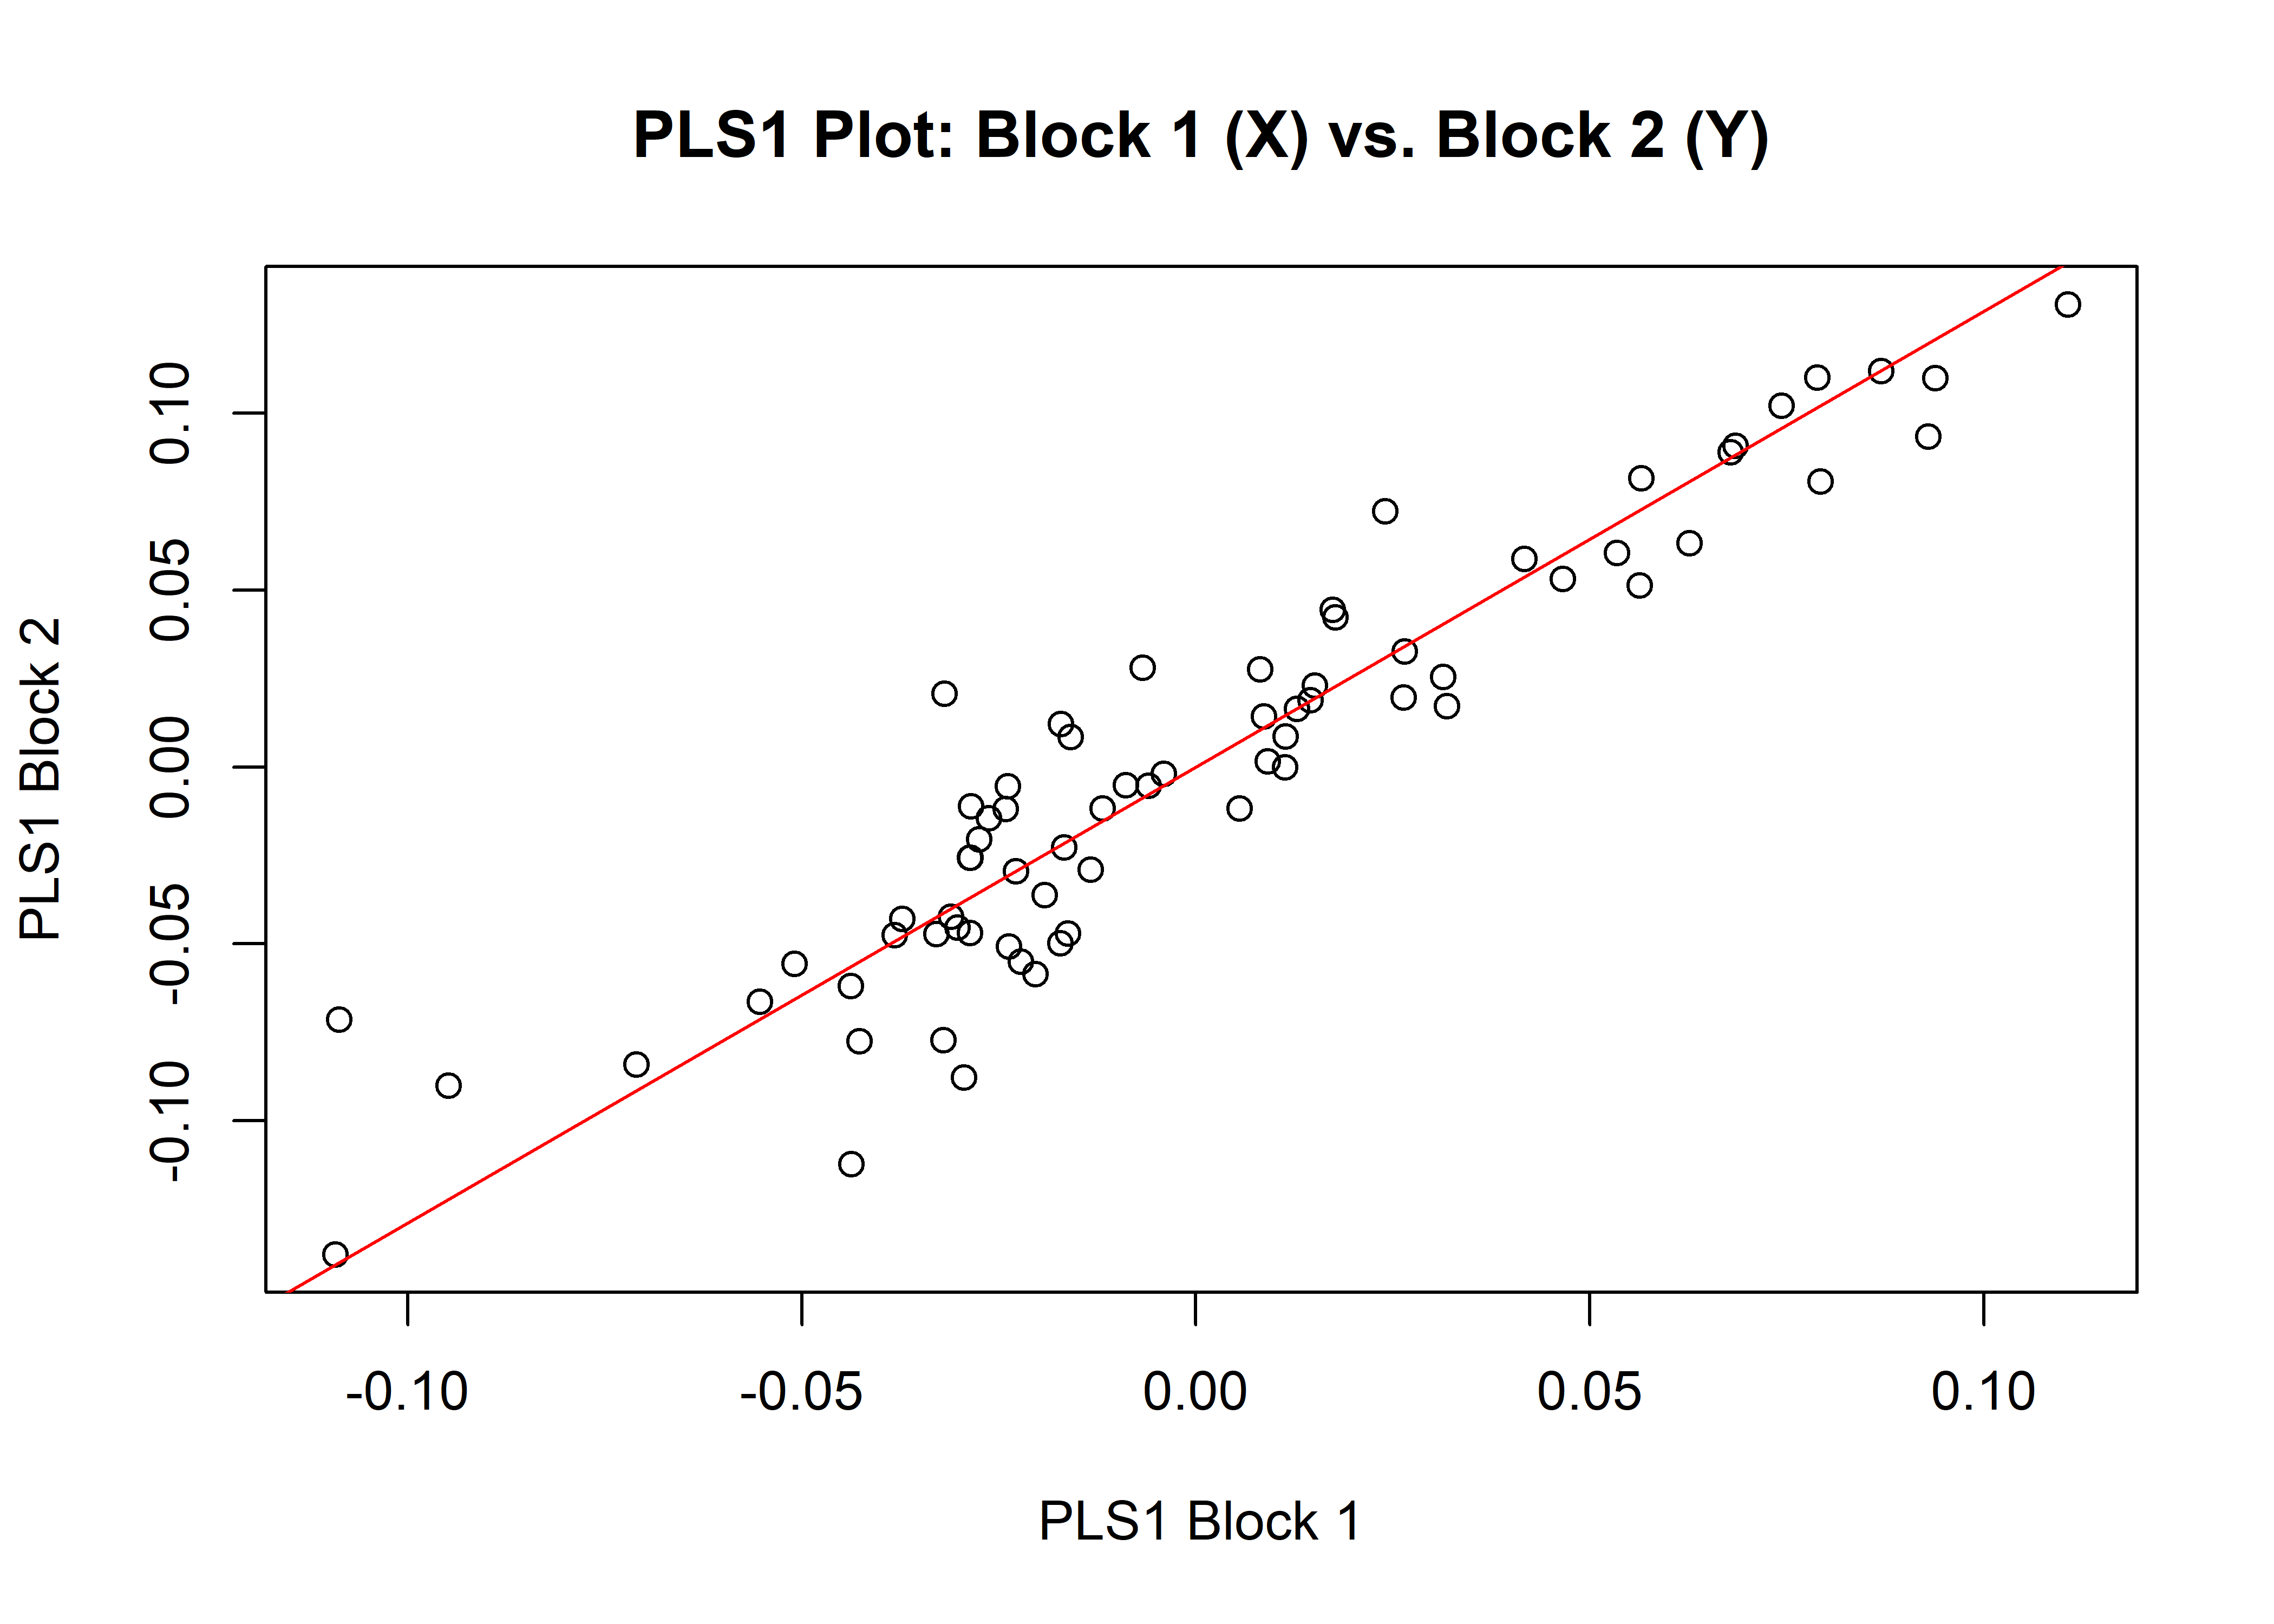 PLS1 Plot: Block 1 (X) vs. Block 2 (Y)
PLS1 Block 2
0.10
0.05
0.00
-0.05
-0.10
-0.10 -0.05 0.00 0.05 0.10
PLS1 Block 1